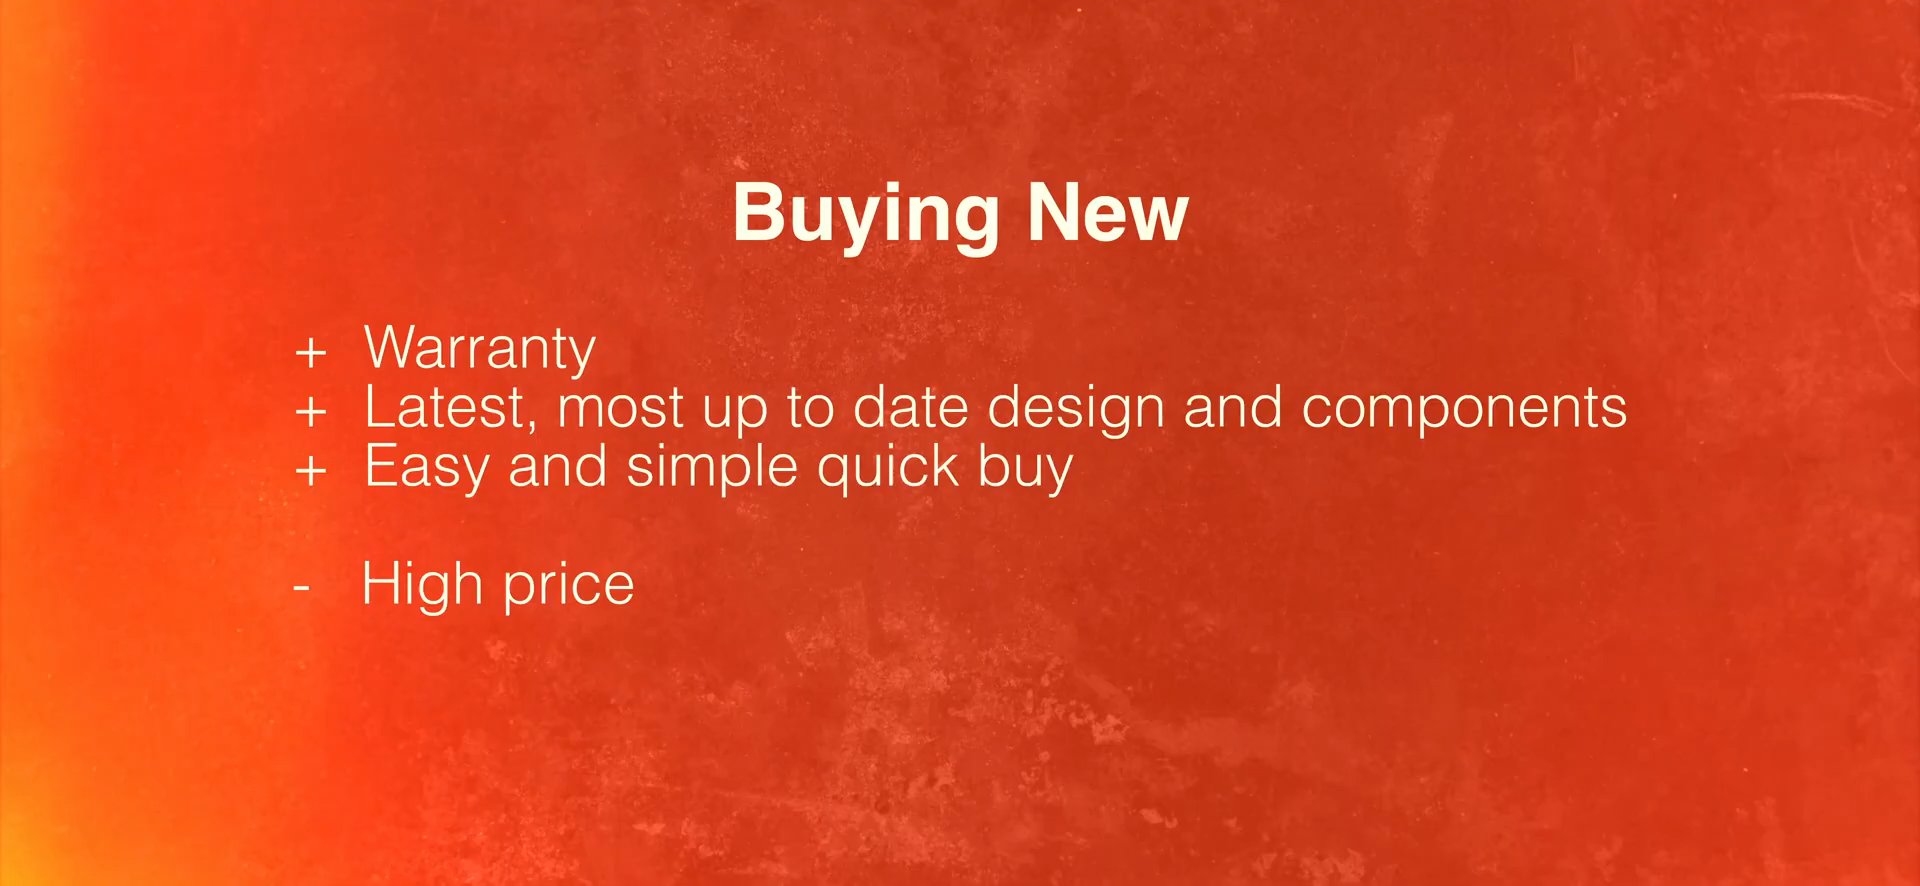 Buying New
+ Warranty
+ Latest, most up to date design and components
+ Easy and simple quick buy
- High price